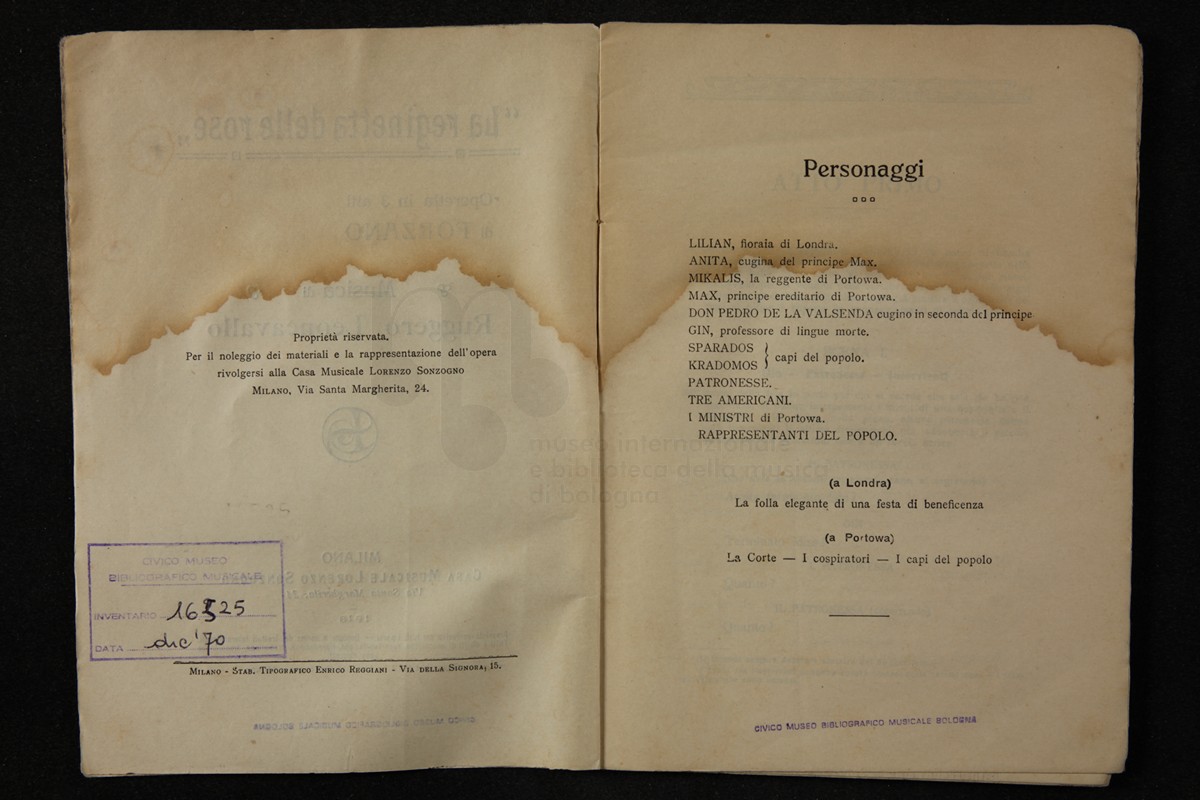 Proprietà riservata.
Per il noleggio dei materiali e la rappresentazione dell'opera
rivolgersi alla Casa Musicale LORENZO SONZOGNO
MILANO, Via Santa Margherita, 24.
CIVICO MUSEO
BIBLIOGRAFICO MUSICALE
INVENTARIO 16325
DATA dic '70
MILANO - STAB. TIPOGRAFICO ENRICO REGGIANI - VIA DELLA SIGNORA, 15.
Personaggi
LILIAN, fioraia di Londra.
ANITA, cugina del principe Max.
MIKALIS, la reggente di Portowa.
MAX, principe ereditario di Portowa.
DON PEDRO DE LA VALSENDA cugino in seconda del principe
GIN, professore di lingue morte.
SPARADOS
KRADOMOS } capi del popolo.
PATRONESSE.
TRE AMERICANI.
I MINISTRI di Portowa.
RAPPRESENTANTI DEL POPOLO.
(a Londra)
La folla elegante di una festa di beneficenza
(a Portowa)
La Corte — I cospiratori — I capi del popolo
CIVICO MUSEO BIBLIOGRAFICO MUSICALE BOLOGNA
museo internazionale
e biblioteca della musica
di bologna